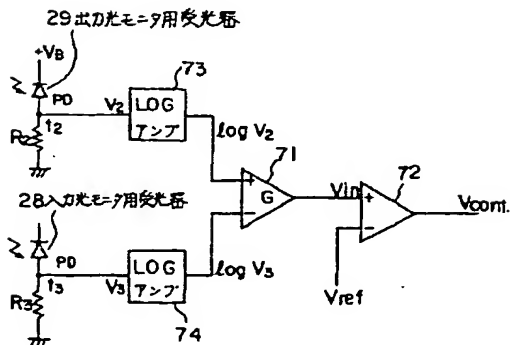 29出力光モニタ用受光器
+VB
PD
t2
R2
V2
73
LOG
アンプ
log V2
71
+
G
-
Vin
72
+
-
Vcont.
Vref
28入力光モニタ用受光器
PD
t3
R3
V3
LOG
アンプ
74
log V3